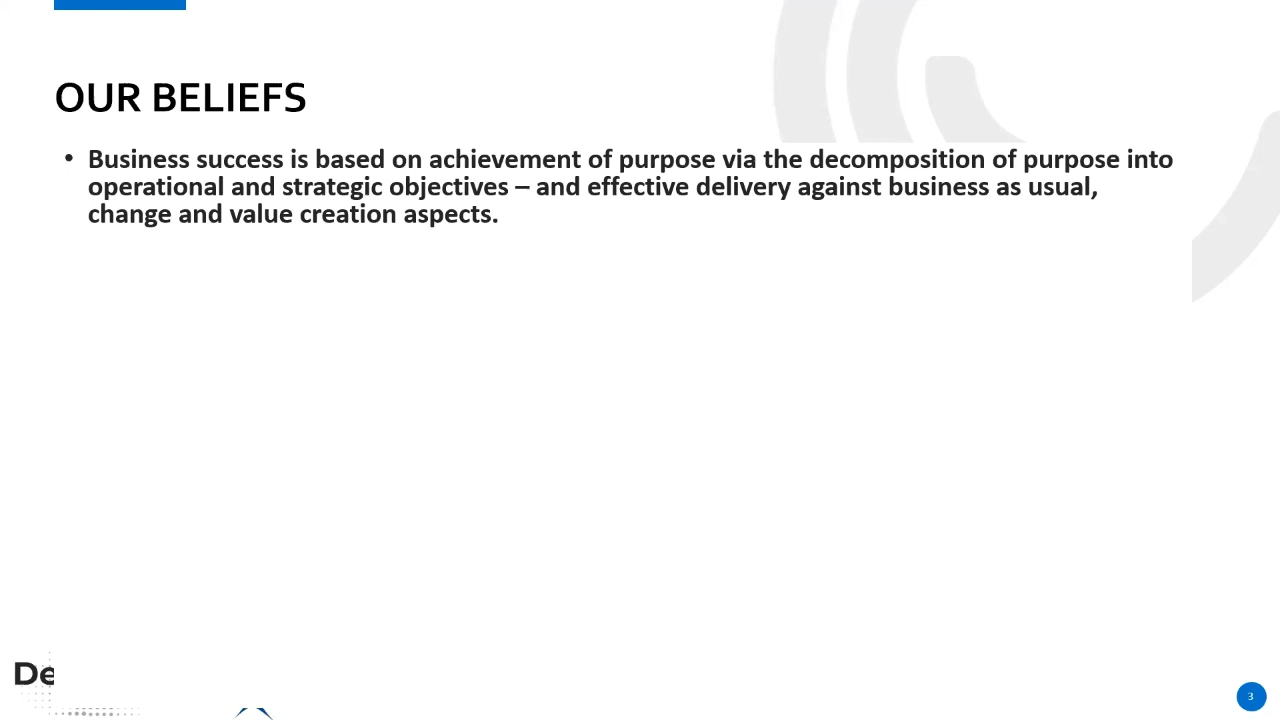 OUR BELIEFS
• Business success is based on achievement of purpose via the decomposition of purpose into
operational and strategic objectives – and effective delivery against business as usual,
change and value creation aspects.
De
3